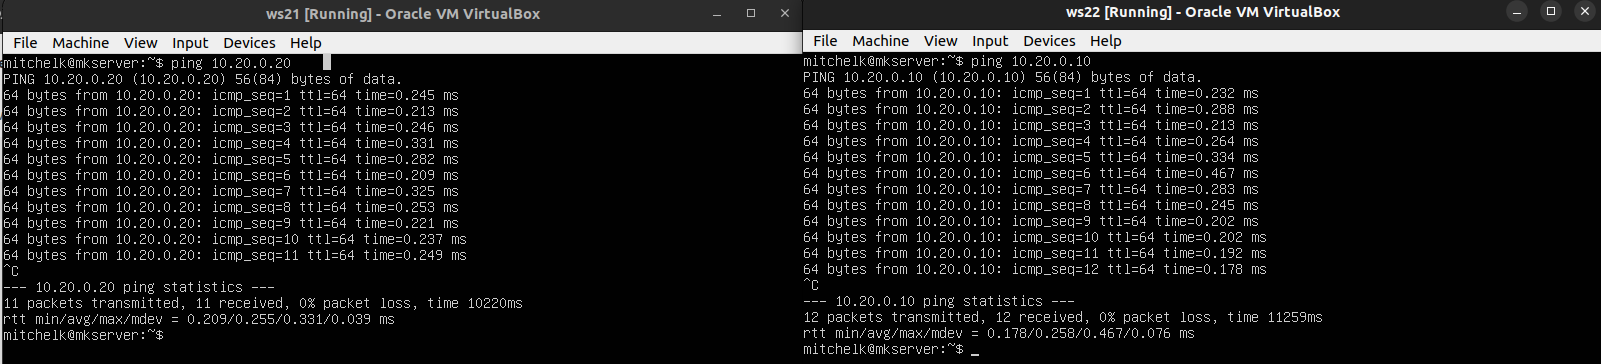 ws21 [Running] - Oracle VM VirtualBox
File Machine View Input Devices Help
mitchelk@mkserver:~$ ping 10.20.0.20
PING 10.20.0.20 (10.20.0.20) 56(84) bytes of data.
64 bytes from 10.20.0.20: icmp_seq=1 ttl=64 time=0.245 ms
64 bytes from 10.20.0.20: icmp_seq=2 ttl=64 time=0.213 ms
64 bytes from 10.20.0.20: icmp_seq=3 ttl=64 time=0.246 ms
64 bytes from 10.20.0.20: icmp_seq=4 ttl=64 time=0.331 ms
64 bytes from 10.20.0.20: icmp_seq=5 ttl=64 time=0.282 ms
64 bytes from 10.20.0.20: icmp_seq=6 ttl=64 time=0.209 ms
64 bytes from 10.20.0.20: icmp_seq=7 ttl=64 time=0.325 ms
64 bytes from 10.20.0.20: icmp_seq=8 ttl=64 time=0.253 ms
64 bytes from 10.20.0.20: icmp_seq=9 ttl=64 time=0.221 ms
64 bytes from 10.20.0.20: icmp_seq=10 ttl=64 time=0.237 ms
64 bytes from 10.20.0.20: icmp_seq=11 ttl=64 time=0.249 ms
^C
--- 10.20.0.20 ping statistics ---
11 packets transmitted, 11 received, 0% packet loss, time 10220ms
rtt min/avg/max/mdev = 0.209/0.255/0.331/0.039 ms
mitchelk@mkserver:~$
ws22 [Running] - Oracle VM VirtualBox
File Machine View Input Devices Help
mitchelk@mkserver:~$ ping 10.20.0.10
PING 10.20.0.10 (10.20.0.10) 56(84) bytes of data.
64 bytes from 10.20.0.10: icmp_seq=1 ttl=64 time=0.232 ms
64 bytes from 10.20.0.10: icmp_seq=2 ttl=64 time=0.288 ms
64 bytes from 10.20.0.10: icmp_seq=3 ttl=64 time=0.213 ms
64 bytes from 10.20.0.10: icmp_seq=4 ttl=64 time=0.264 ms
64 bytes from 10.20.0.10: icmp_seq=5 ttl=64 time=0.334 ms
64 bytes from 10.20.0.10: icmp_seq=6 ttl=64 time=0.467 ms
64 bytes from 10.20.0.10: icmp_seq=7 ttl=64 time=0.283 ms
64 bytes from 10.20.0.10: icmp_seq=8 ttl=64 time=0.245 ms
64 bytes from 10.20.0.10: icmp_seq=9 ttl=64 time=0.202 ms
64 bytes from 10.20.0.10: icmp_seq=10 ttl=64 time=0.202 ms
64 bytes from 10.20.0.10: icmp_seq=11 ttl=64 time=0.192 ms
64 bytes from 10.20.0.10: icmp_seq=12 ttl=64 time=0.178 ms
^C
--- 10.20.0.10 ping statistics ---
12 packets transmitted, 12 received, 0% packet loss, time 11259ms
rtt min/avg/max/mdev = 0.178/0.258/0.467/0.076 ms
mitchelk@mkserver:~$ _